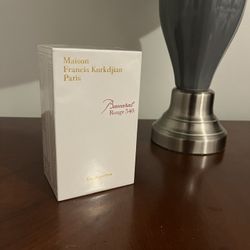 Maison
Francis Kurkdjian
Paris
Baccarat
Rouge 540